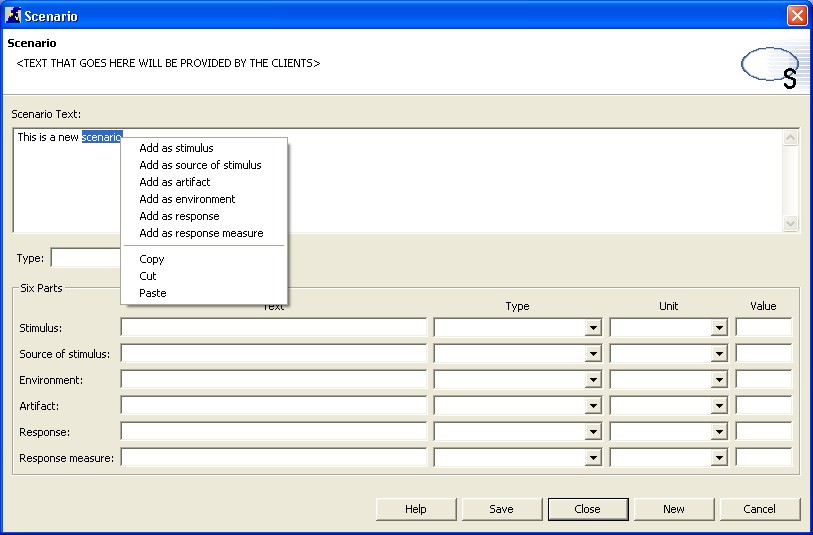 Scenario
Scenario
<TEXT THAT GOES HERE WILL BE PROVIDED BY THE CLIENTS>
S
Scenario Text:
This is a new scenario
Add as stimulus
Add as source of stimulus
Add as artifact
Add as environment
Add as response
Add as response measure
Copy
Cut
Paste
Type:
Six Parts
Text Type Unit Value
Stimulus:
Source of stimulus:
Environment:
Artifact:
Response:
Response measure:
Help Save Close New Cancel